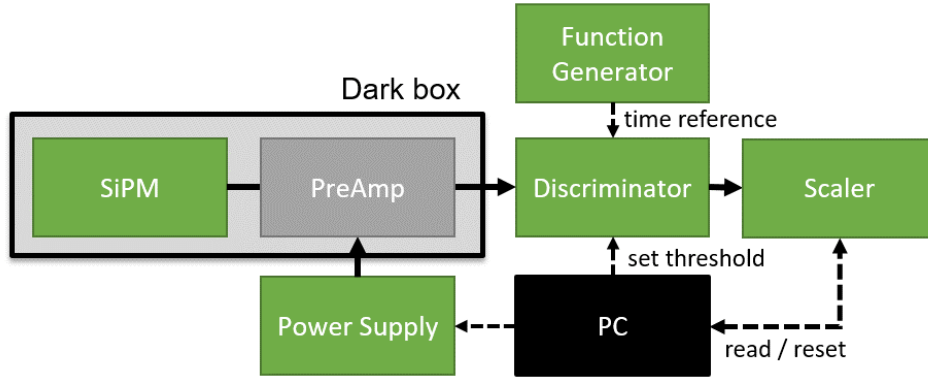 Function
Generator
Dark box
time reference
SiPM
PreAmp
Discriminator
Scaler
set threshold
Power Supply
PC
read / reset